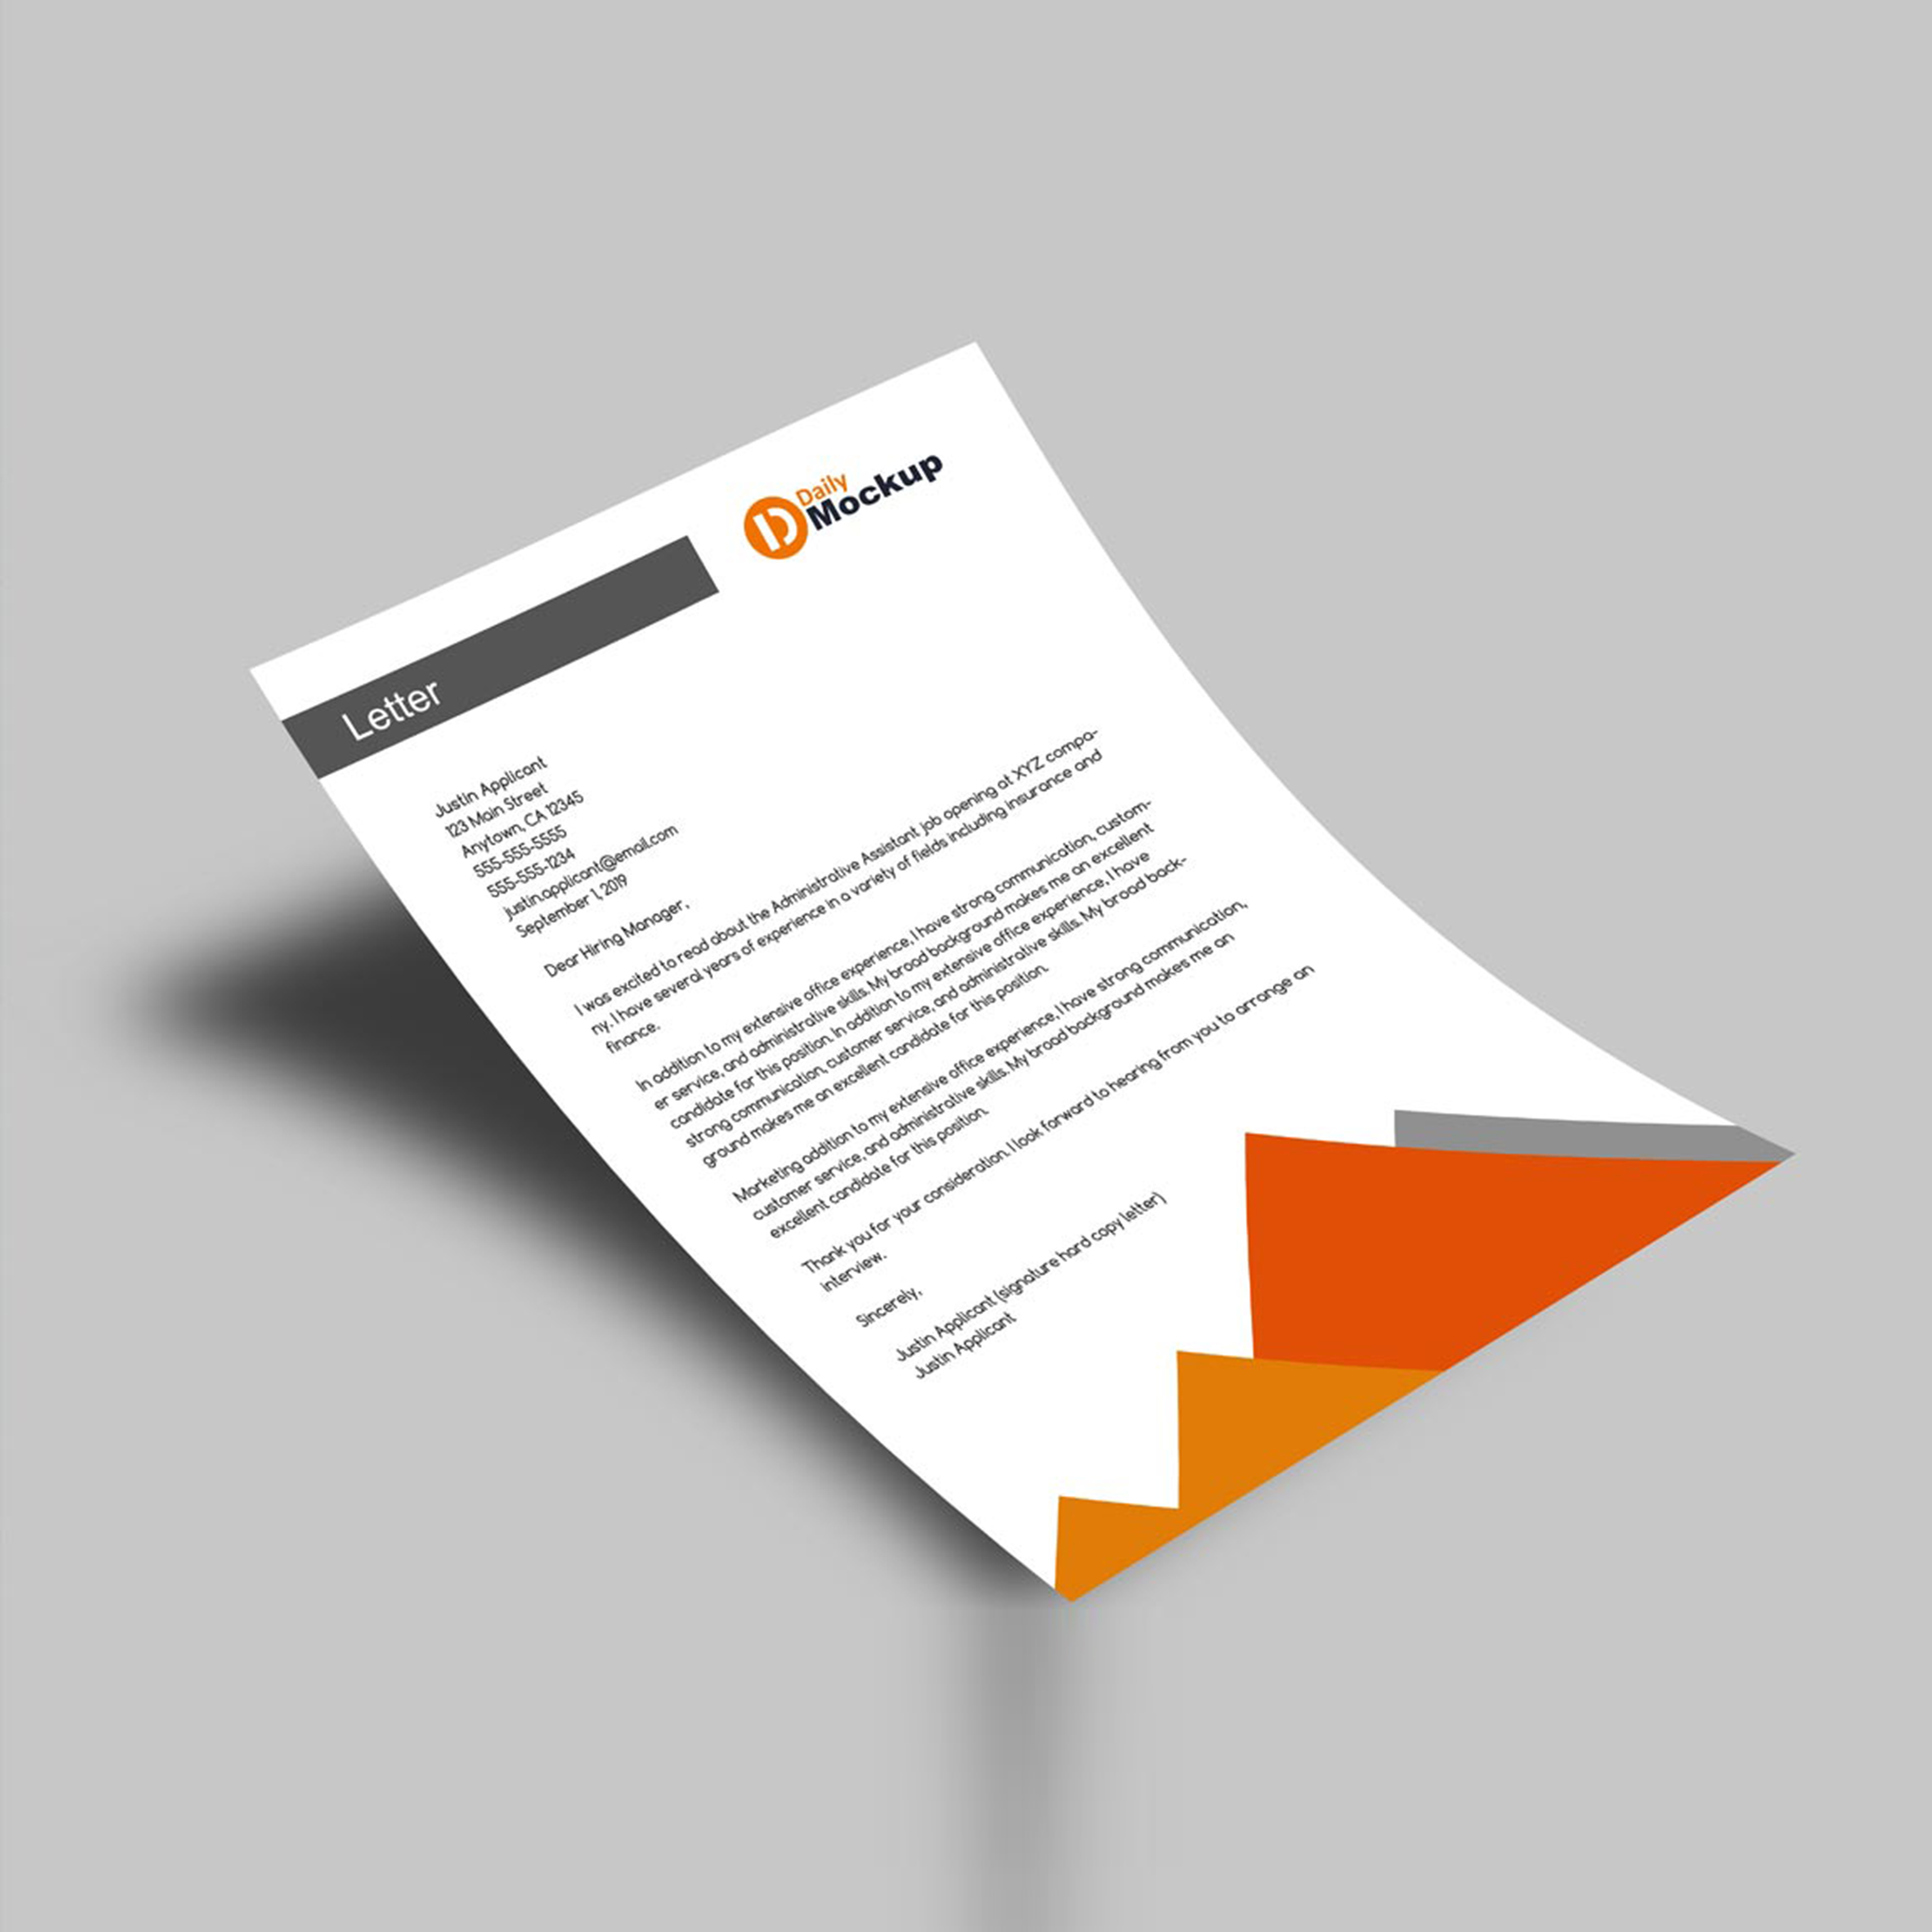 Daily
Mockup
Letter
Justin Applicant
123 Main Street
Anytown, CA 12345
555-555-5555
555-555-1234
justin.applicant@email.com
September 1, 2019
Dear Hiring Manager,
I was excited to read about the Administrative Assistant job opening at XYZ compa-
ny. I have several years of experience in a variety of fields including insurance and
finance.
In addition to my extensive office experience, I have strong communication, custom-
er service, and administrative skills. My broad background makes me an excellent
candidate for this position. In addition to my extensive office experience, I have
strong communication, customer service, and administrative skills. My broad back-
ground makes me an excellent candidate for this position.
Marketing addition to my extensive office experience, I have strong communication,
customer service, and administrative skills. My broad background makes me an
excellent candidate for this position.
Thank you for your consideration. I look forward to hearing from you to arrange an
interview.
Sincerely,
Justin Applicant (signature hard copy letter)
Justin Applicant